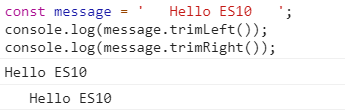 const message = '   Hello ES10   ';
console.log(message.trimLeft());
console.log(message.trimRight());
Hello ES10
   Hello ES10